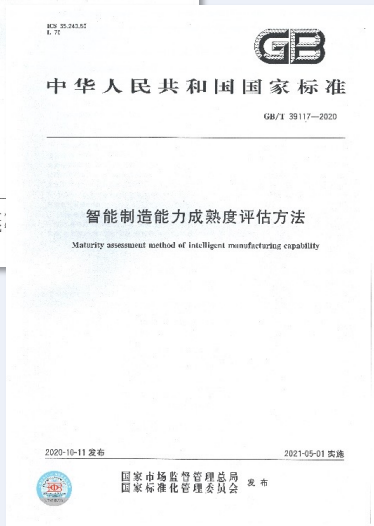 ICS 35.240.50
L 70
GB
中华人民共和国国家标准
GB/T 39117—2020
智能制造能力成熟度评估方法
Maturity assessment method of intelligent manufacturing capability
2020-10-11 发布
2021-05-01 实施
国家市场监督管理总局
国家标准化管理委员会
发布